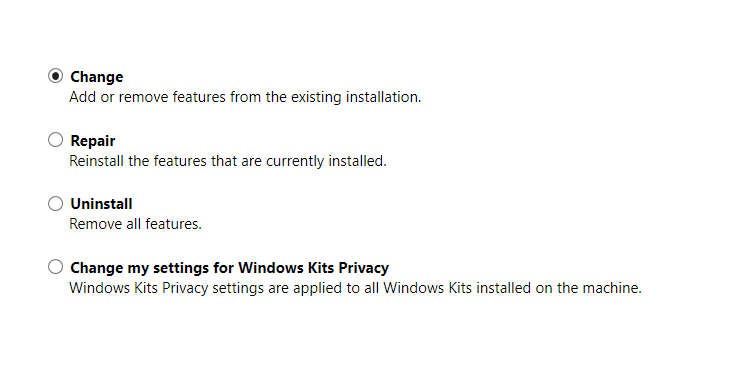 Change
Add or remove features from the existing installation.
Repair
Reinstall the features that are currently installed.
Uninstall
Remove all features.
Change my settings for Windows Kits Privacy
Windows Kits Privacy settings are applied to all Windows Kits installed on the machine.